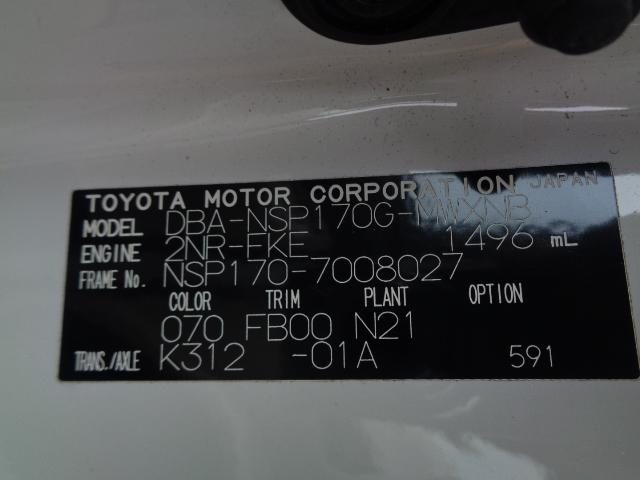 TOYOTA MOTOR CORPORATION JAPAN
MODEL DBA-NSP170G-MWXNB
ENGINE 2NR-FKE 1496 mL
FRAME No. NSP170-7008027
COLOR TRIM PLANT OPTION
070 FB00 N21
TRANS./AXLE K312 -01A 591